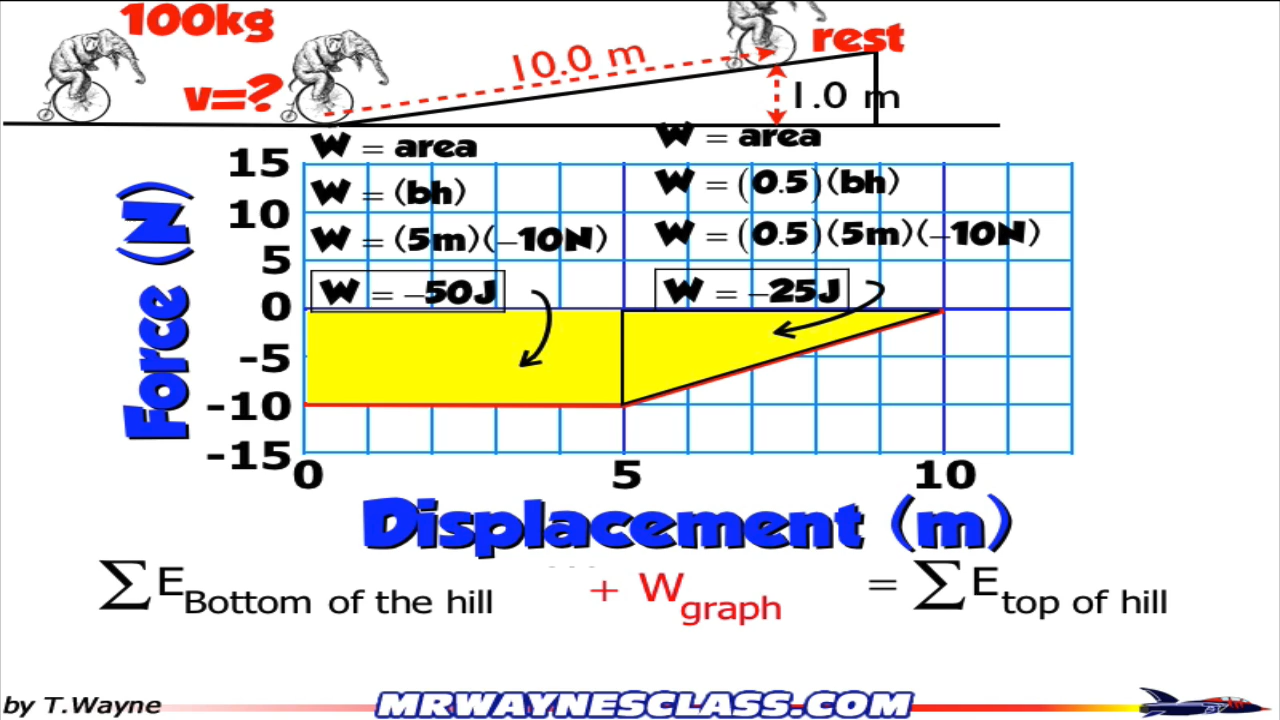 100kg
v=?
10.0 m
rest
1.0 m
W = area
W = (bh)
W = (5m)(−10N)
W = −50J
W = area
W = (0.5)(bh)
W = (0.5)(5m)(−10N)
W = −25J
Force (N)
15
10
5
0
-5
-10
-15
0 5 10
Displacement (m)
∑E Bottom of the hill + W graph = ∑E top of hill
by T.Wayne
MRWAYNESCLASS.COM